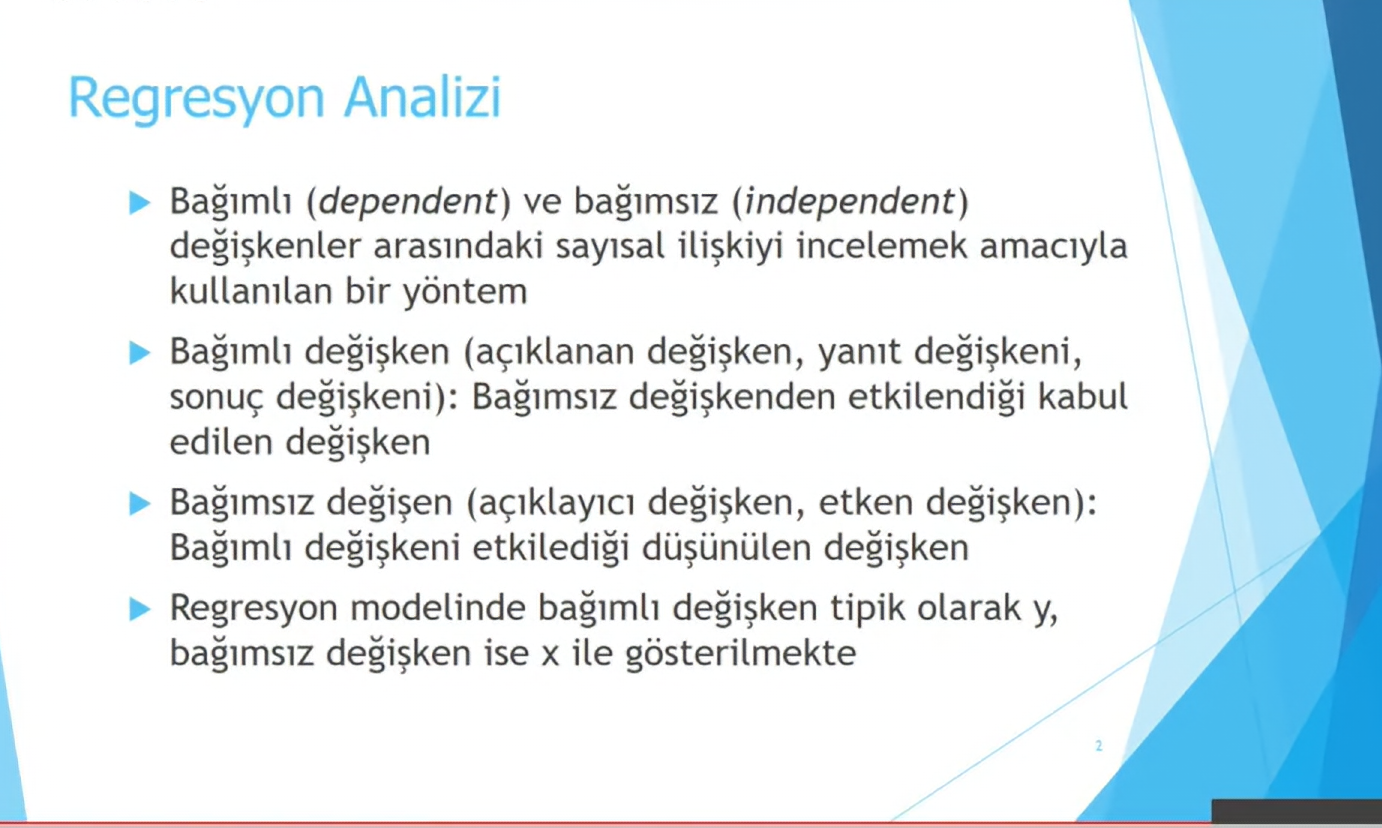 Regresyon Analizi
Bağımlı (dependent) ve bağımsız (independent)
değişkenler arasındaki sayısal ilişkiyi incelemek amacıyla
kullanılan bir yöntem
Bağımlı değişken (açıklanan değişken, yanıt değişkeni,
sonuç değişkeni): Bağımsız değişkenden etkilendiği kabul
edilen değişken
Bağımsız değişen (açıklayıcı değişken, etken değişken):
Bağımlı değişkeni etkilediği düşünülen değişken
Regresyon modelinde bağımlı değişken tipik olarak y,
bağımsız değişken ise x ile gösterilmekte
2